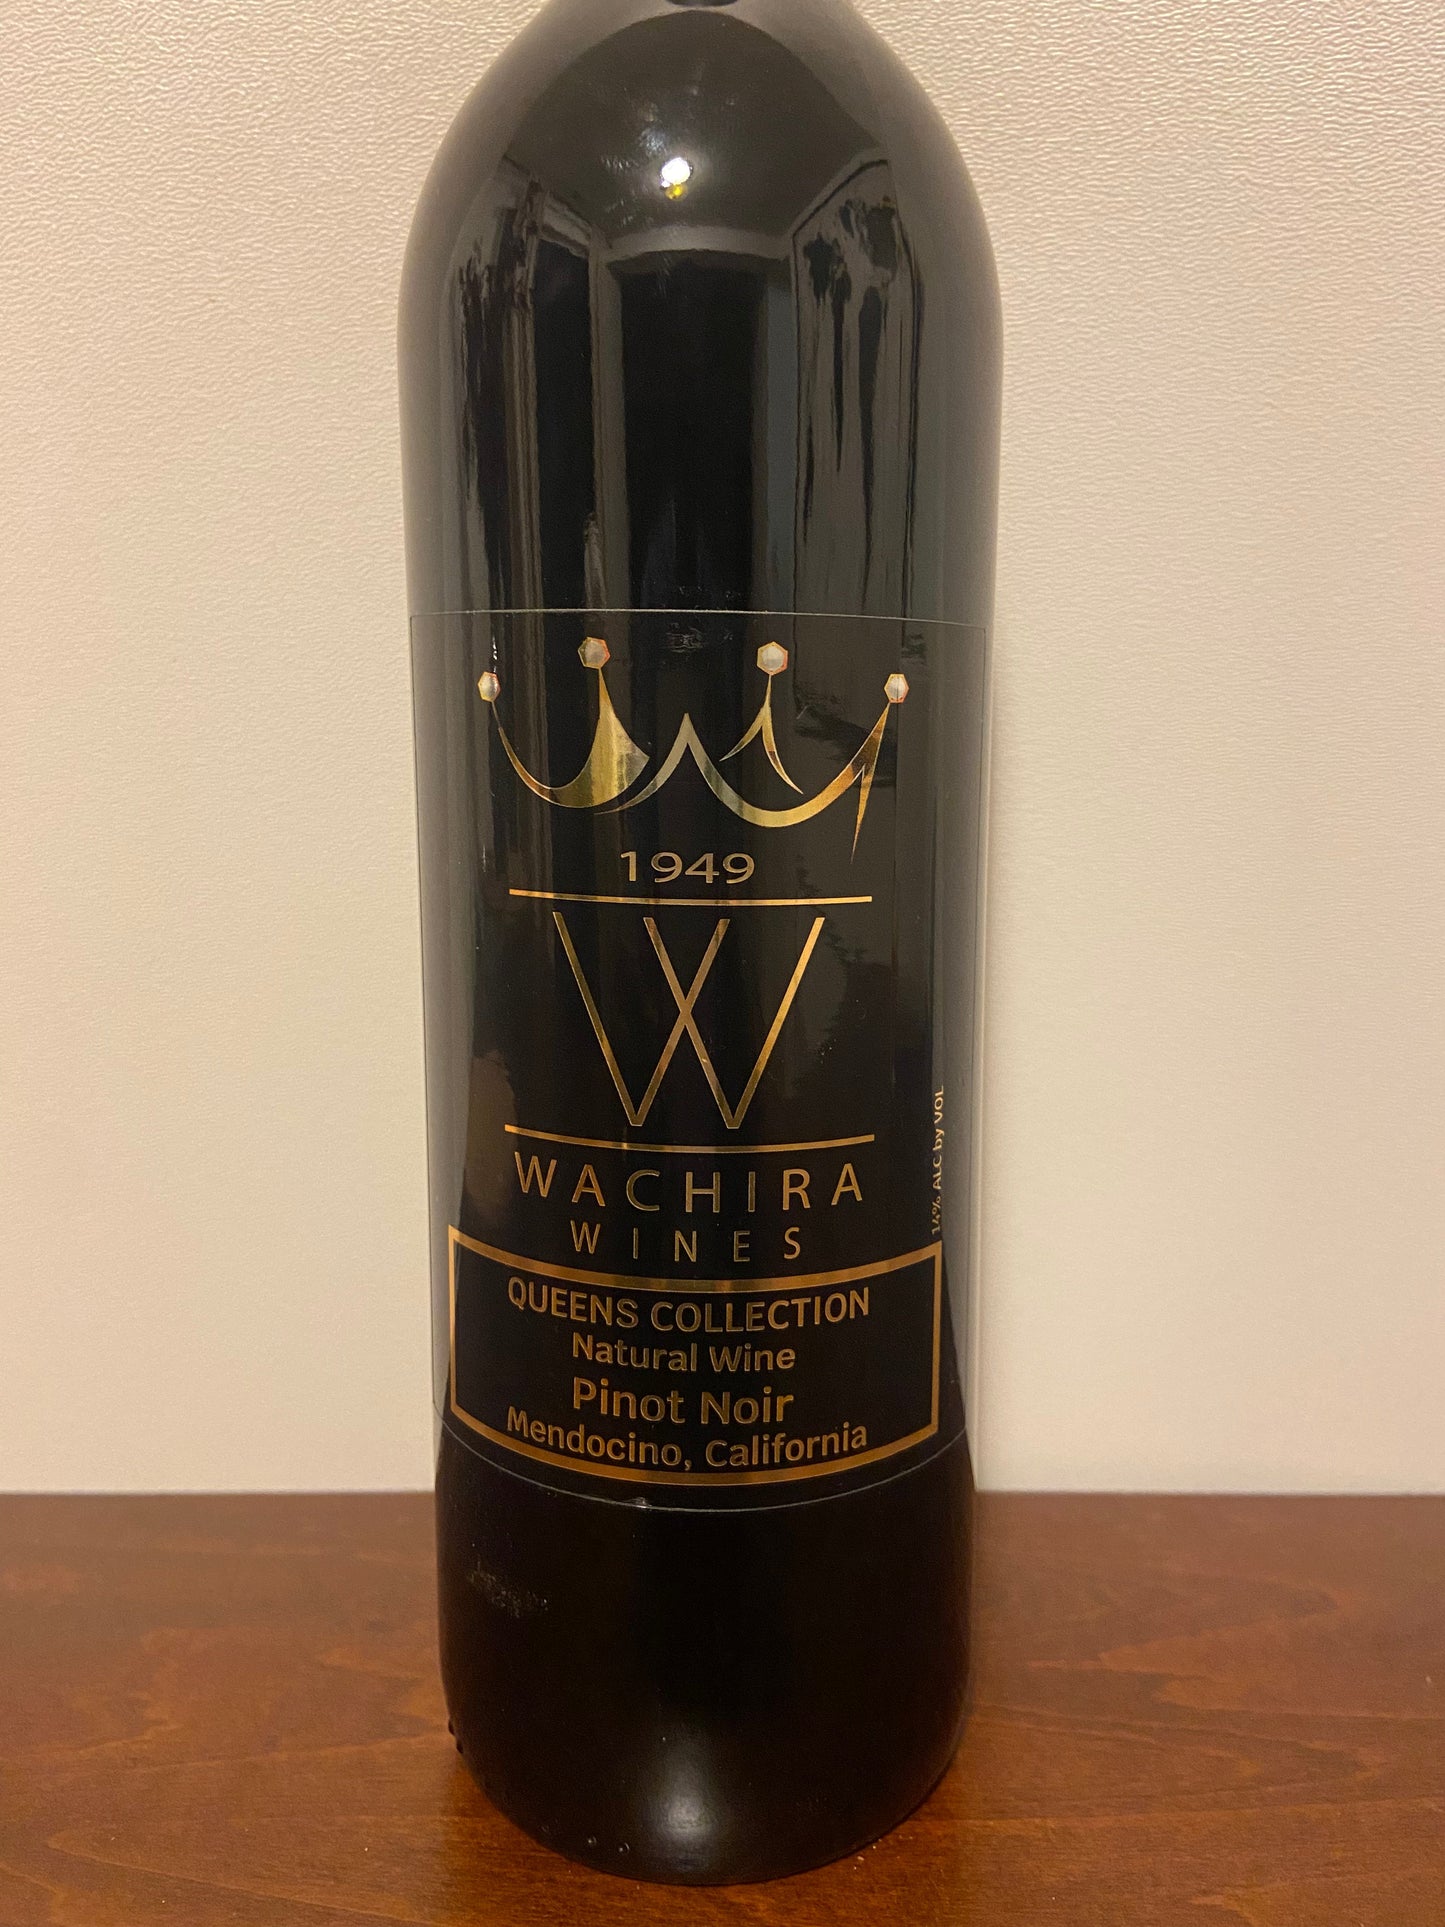 1949
W
WACHIRA
WINES
14% ALC by VOL
QUEENS COLLECTION
Natural Wine
Pinot Noir
Mendocino, California